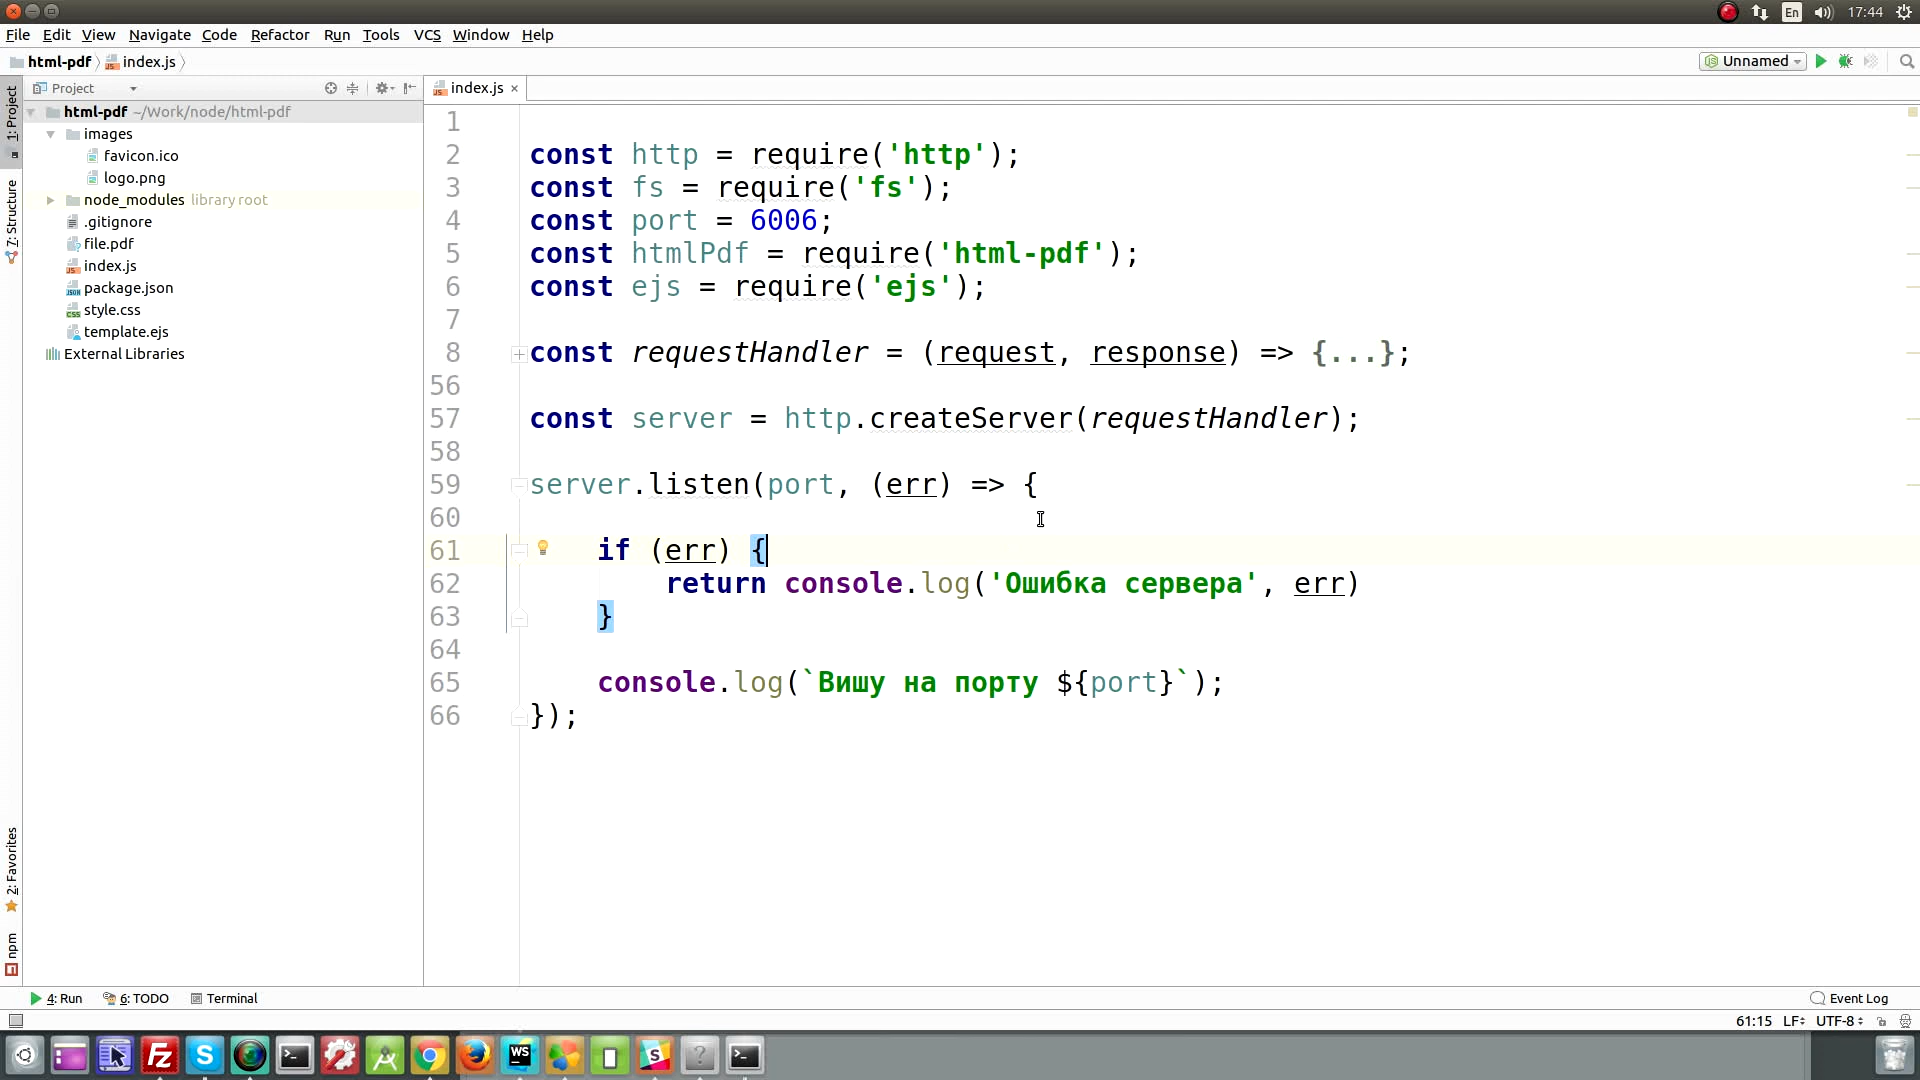 En
17:44
File Edit View Navigate Code Refactor Run Tools VCS Window Help
html-pdf index.js
Unnamed
Project
index.js
html-pdf ~/Work/node/html-pdf
images
favicon.ico
logo.png
node_modules library root
.gitignore
file.pdf
index.js
package.json
style.css
template.ejs
External Libraries
1: Project
7: Structure
2: Favorites
npm
1
2 const http = require('http');
3 const fs = require('fs');
4 const port = 6006;
5 const htmlPdf = require('html-pdf');
6 const ejs = require('ejs');
7
8 const requestHandler = (request, response) => {...};
56
57 const server = http.createServer(requestHandler);
58
59 server.listen(port, (err) => {
60
61 if (err) {
62 return console.log('Ошибка сервера', err)
63 }
64
65 console.log(`Вишу на порту ${port}`);
66 });
4: Run 6: TODO Terminal
Event Log
61:15 LF UTF-8
FZ S WS S ?